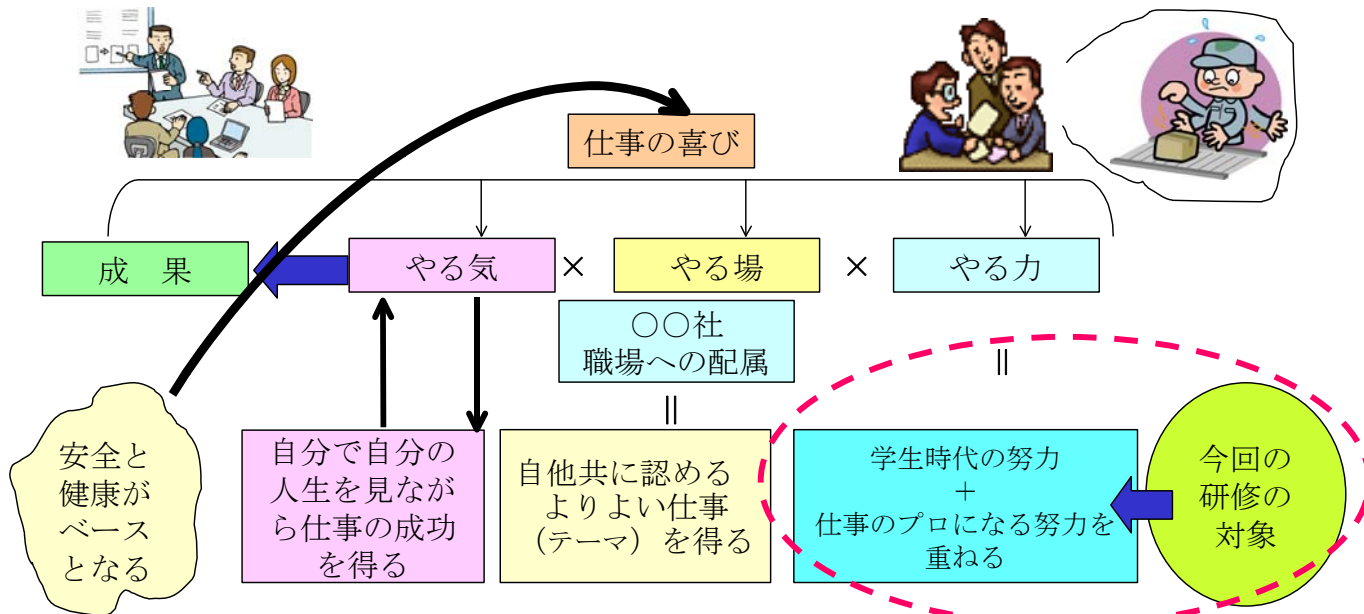 仕事の喜び
成　果
やる気
×
やる場
×
やる力
〇〇社
職場への配属
＝
＝
安全と
健康が
ベース
となる
自分で自分の
人生を見なが
ら仕事の成功
を得る
自他共に認める
よりよい仕事
（テーマ）を得る
学生時代の努力
＋
仕事のプロになる努力を
重ねる
今回の
研修の
対象